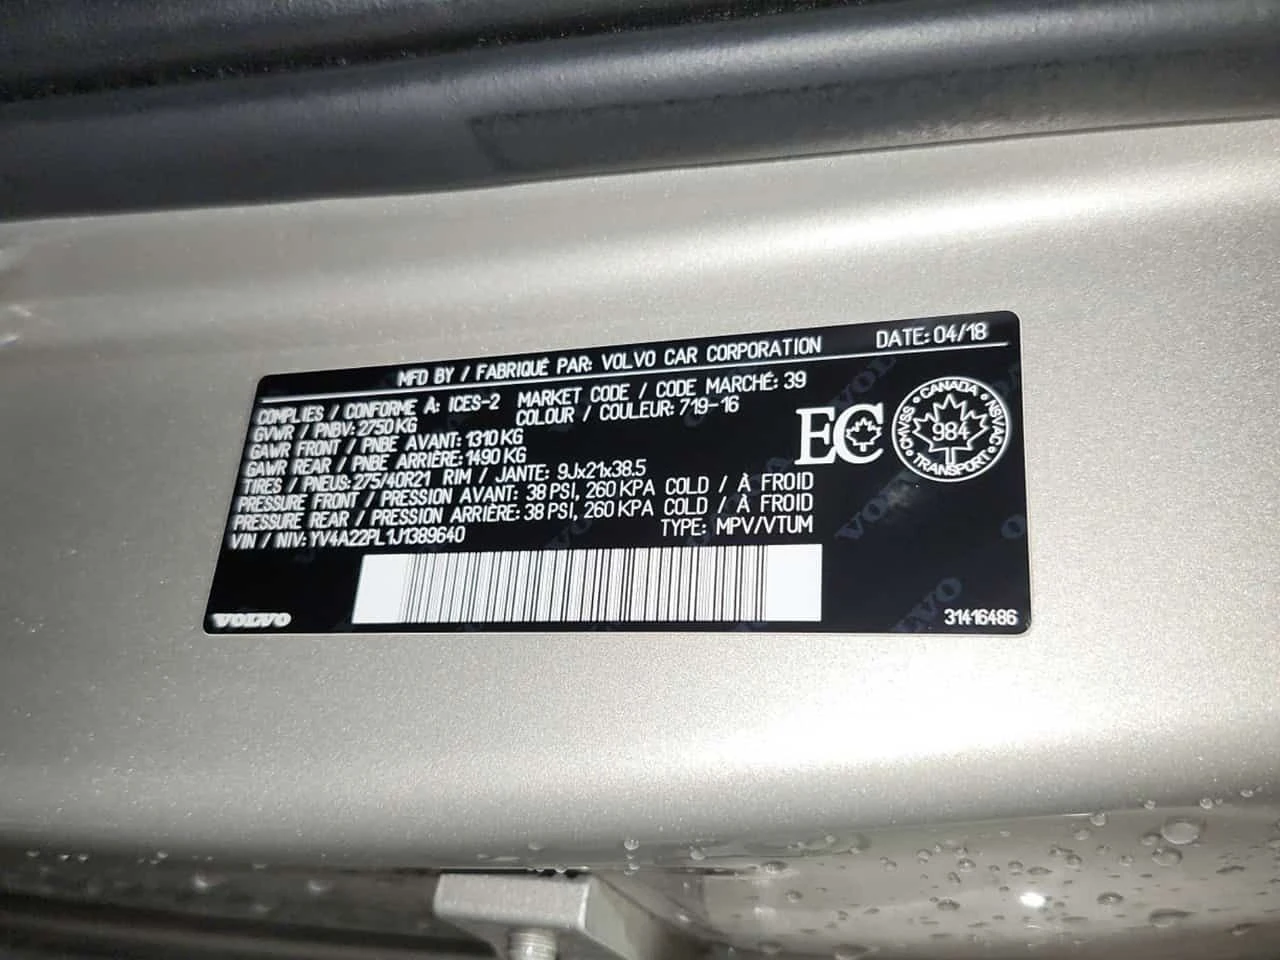 MFD BY / FABRIQUÉ PAR: VOLVO CAR CORPORATION DATE: 04/18
COMPLIES / CONFORME À: ICES-2 MARKET CODE / CODE MARCHÉ: 39
GVWR / PNBV: 2750 KG COLOUR / COULEUR: 719-16
GAWR FRONT / PNBE AVANT: 1310 KG
GAWR REAR / PNBE ARRIÈRE: 1490 KG
TIRES / PNEUS: 275/40R21 RIM / JANTE: 9Jx21x38.5
PRESSURE FRONT / PRESSION AVANT: 38 PSI, 260 KPA COLD / À FROID
PRESSURE REAR / PRESSION ARRIÈRE: 38 PSI, 260 KPA COLD / À FROID
VIN / NIV: YV4A22PL1J1389640 TYPE: MPV/VTUM
EC
CANADA
CMVSS 984 NSVAC
TRANSPORT
VOLVO 31416486